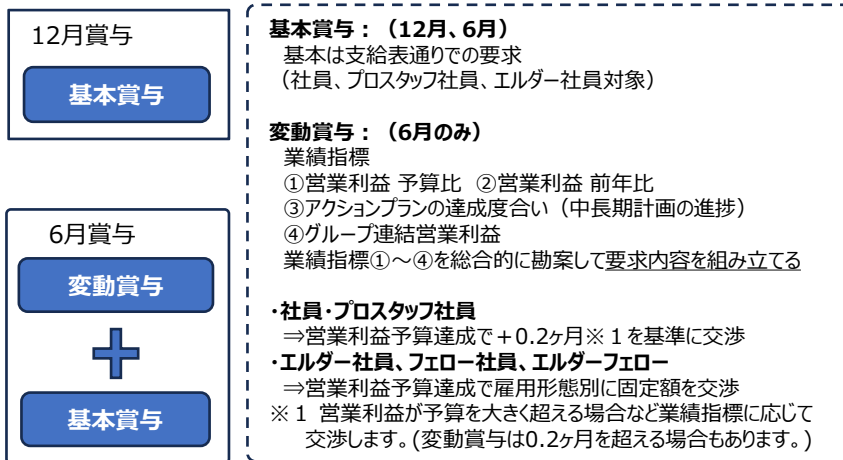 12月賞与
基本賞与
6月賞与
変動賞与
基本賞与
基本賞与：（12月、6月）
基本は支給表通りでの要求
（社員、プロスタッフ社員、エルダー社員対象）
変動賞与：（6月のみ）
業績指標
①営業利益 予算比 ②営業利益 前年比
③アクションプランの達成度合い（中長期計画の進捗）
④グループ連結営業利益
業績指標①～④を総合的に勘案して要求内容を組み立てる
・社員・プロスタッフ社員
⇒営業利益予算達成で＋0.2ヶ月※１を基準に交渉
・エルダー社員、フェロー社員、エルダーフェロー
⇒営業利益予算達成で雇用形態別に固定額を交渉
※１ 営業利益が予算を大きく超える場合など業績指標に応じて
交渉します。(変動賞与は0.2ヶ月を超える場合もあります。)